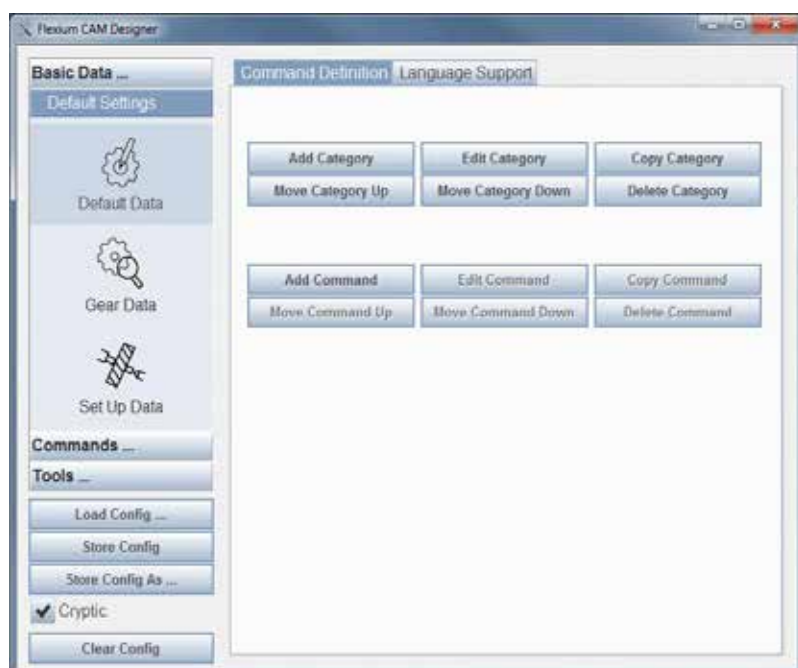 Flexium CAM Designer
Basic Data ...
Default Settings
Default Data
Gear Data
Set Up Data
Commands ...
Tools ...
Load Config ...
Store Config
Store Config As ...
Cryptic
Clear Config
Command Definition Language Support
Add Category Edit Category Copy Category
Move Category Up Move Category Down Delete Category
Add Command Edit Command Copy Command
Move Command Up Move Command Down Delete Command